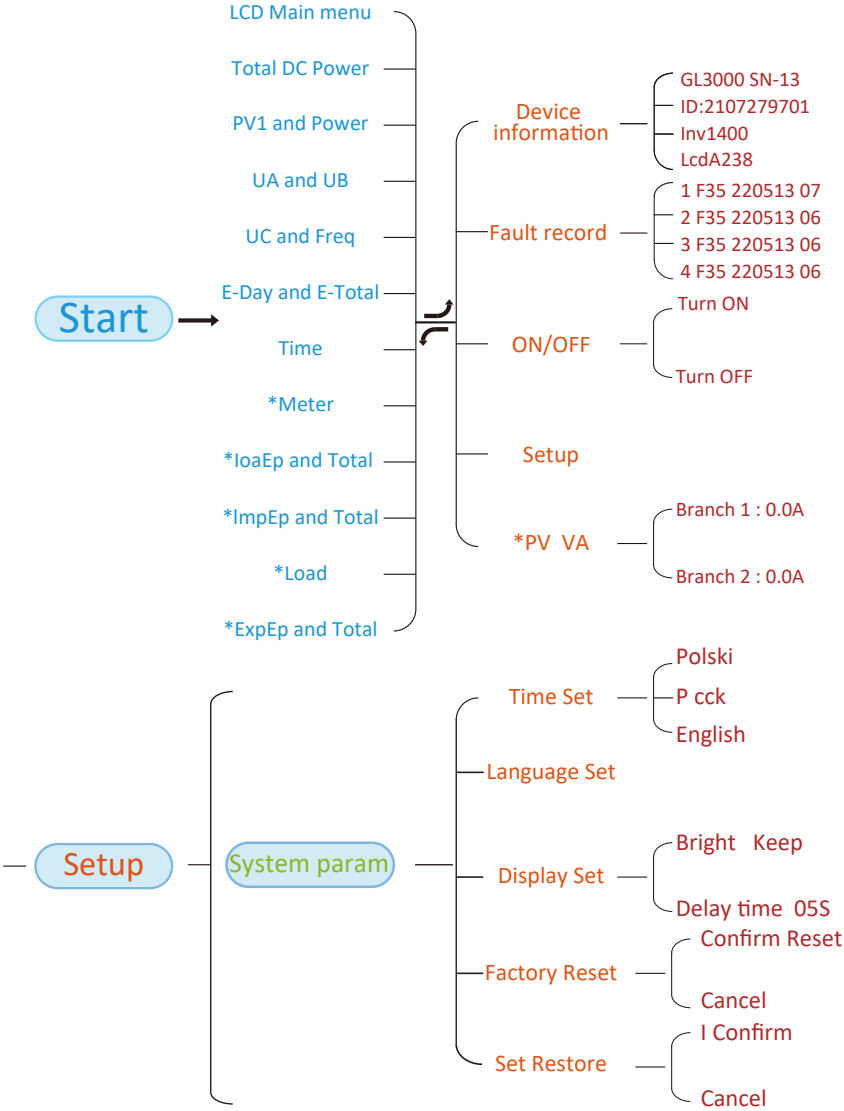 LCD Main menu
Total DC Power
PV1 and Power
UA and UB
UC and Freq
E-Day and E-Total
Start
Time
*Meter
*IoaEp and Total
*ImpEp and Total
*Load
*ExpEp and Total
Device
information
GL3000 SN-13
ID:2107279701
Inv1400
LcdA238
Fault record
1 F35 220513 07
2 F35 220513 06
3 F35 220513 06
4 F35 220513 06
ON/OFF
Turn ON
Turn OFF
Setup
*PV VA
Branch 1 : 0.0A
Branch 2 : 0.0A
Setup
System param
Time Set
Polski
P cck
English
Language Set
Display Set
Bright Keep
Delay time 05S
Factory Reset
Confirm Reset
Cancel
Set Restore
I Confirm
Cancel